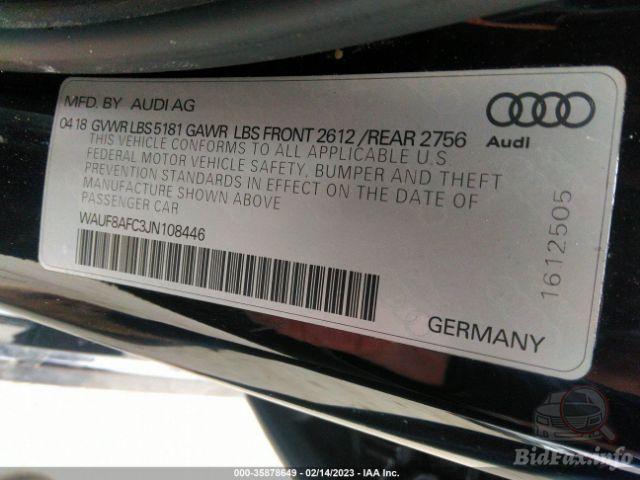 MFD. BY AUDI AG
04 18 GVWR LBS 5181 GAWR LBS FRONT 2612 / REAR 2756
THIS VEHICLE CONFORMS TO ALL APPLICABLE U.S
FEDERAL MOTOR VEHICLE SAFETY, BUMPER AND THEFT
PREVENTION STANDARDS IN EFFECT ON THE DATE OF
MANUFACTURE SHOWN ABOVE
PASSENGER CAR
WAUF8AFC3JN108446
Audi
1612505
GERMANY
BidFax.info
000-35878649 - 02/14/2023 - IAA Inc.